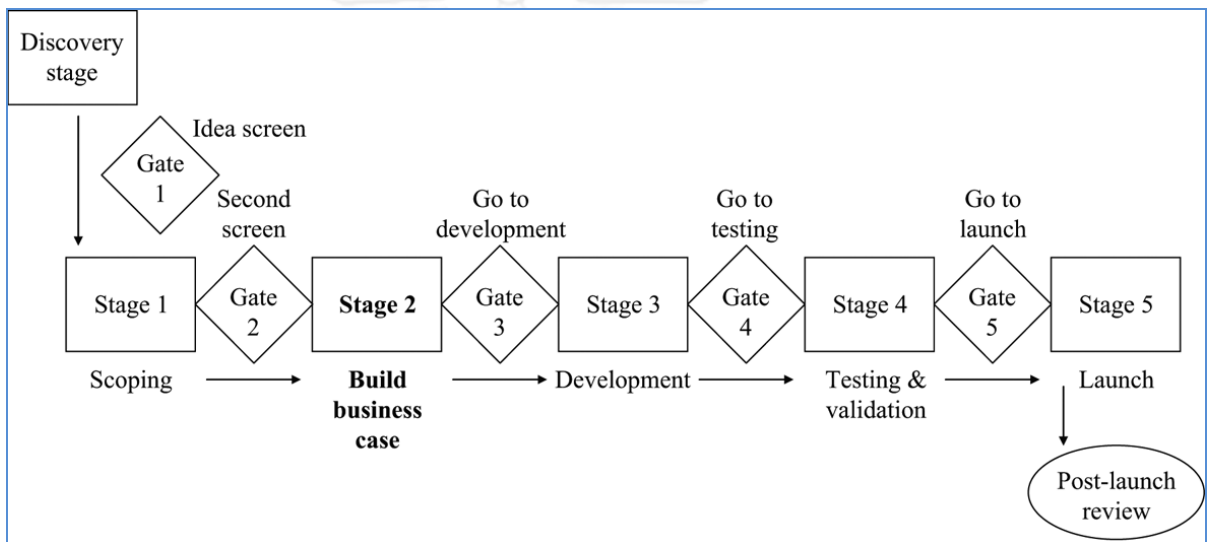 Discovery
stage
Idea screen
Gate
1
Second
screen
Go to
development
Go to
testing
Go to
launch
Stage 1
Gate
2
Stage 2
Gate
3
Stage 3
Gate
4
Stage 4
Gate
5
Stage 5
Scoping
Build
business
case
Development
Testing &
validation
Launch
Post-launch
review